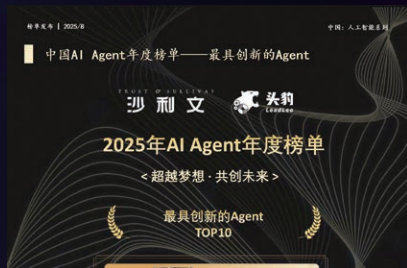 榜单发布 | 2025/8
中国：人工智能系列
中国AI Agent年度榜单——最具创新的Agent
FROST & SULLIVAN
沙利文
头豹
LeadLeo
2025年AI Agent年度榜单
<超越梦想·共创未来>
最具创新的Agent
TOP10